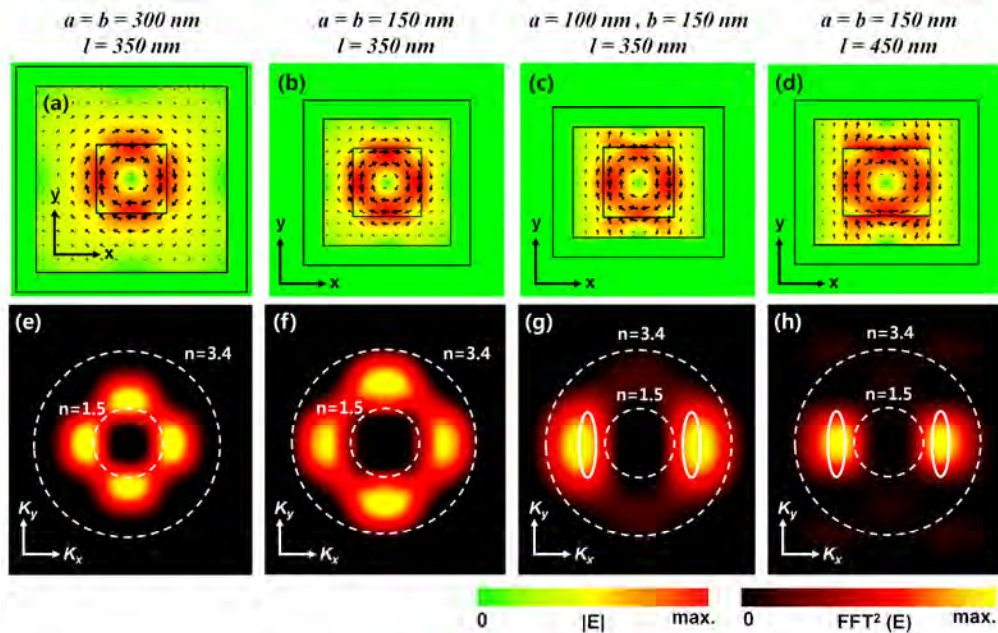 a = b = 300 nm
l = 350 nm
a = b = 150 nm
l = 350 nm
a = 100 nm , b = 150 nm
l = 350 nm
a = b = 150 nm
l = 450 nm
(a)
y
x
(b)
y
x
(c)
y
x
(d)
y
x
(e)
n=3.4
n=1.5
Ky
Kx
(f)
n=3.4
n=1.5
Ky
Kx
(g)
n=3.4
n=1.5
Ky
Kx
(h)
n=3.4
n=1.5
Ky
Kx
0 |E| max.
0 FFT² (E) max.